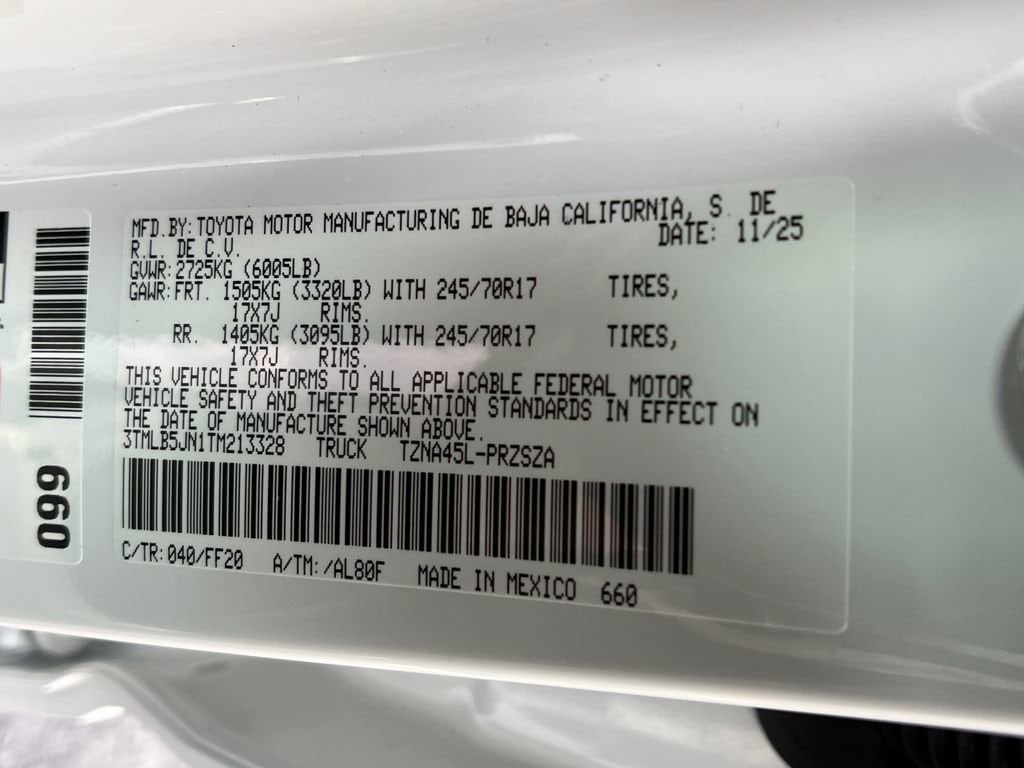 MFD.BY: TOYOTA MOTOR MANUFACTURING DE BAJA CALIFORNIA, S. DE
R.L. DE C.V. DATE: 11/25
GVWR: 2725KG (6005LB)
GAWR: FRT. 1505KG (3320LB) WITH 245/70R17 TIRES,
17X7J RIMS.
RR. 1405KG (3095LB) WITH 245/70R17 TIRES,
17X7J RIMS.
THIS VEHICLE CONFORMS TO ALL APPLICABLE FEDERAL MOTOR
VEHICLE SAFETY AND THEFT PREVENTION STANDARDS IN EFFECT ON
THE DATE OF MANUFACTURE SHOWN ABOVE.
3TMLB5JN1TM213328 TRUCK TZNA45L-PRZSZA
C/TR: 040/FF20 A/TM: /AL80F MADE IN MEXICO 660
660